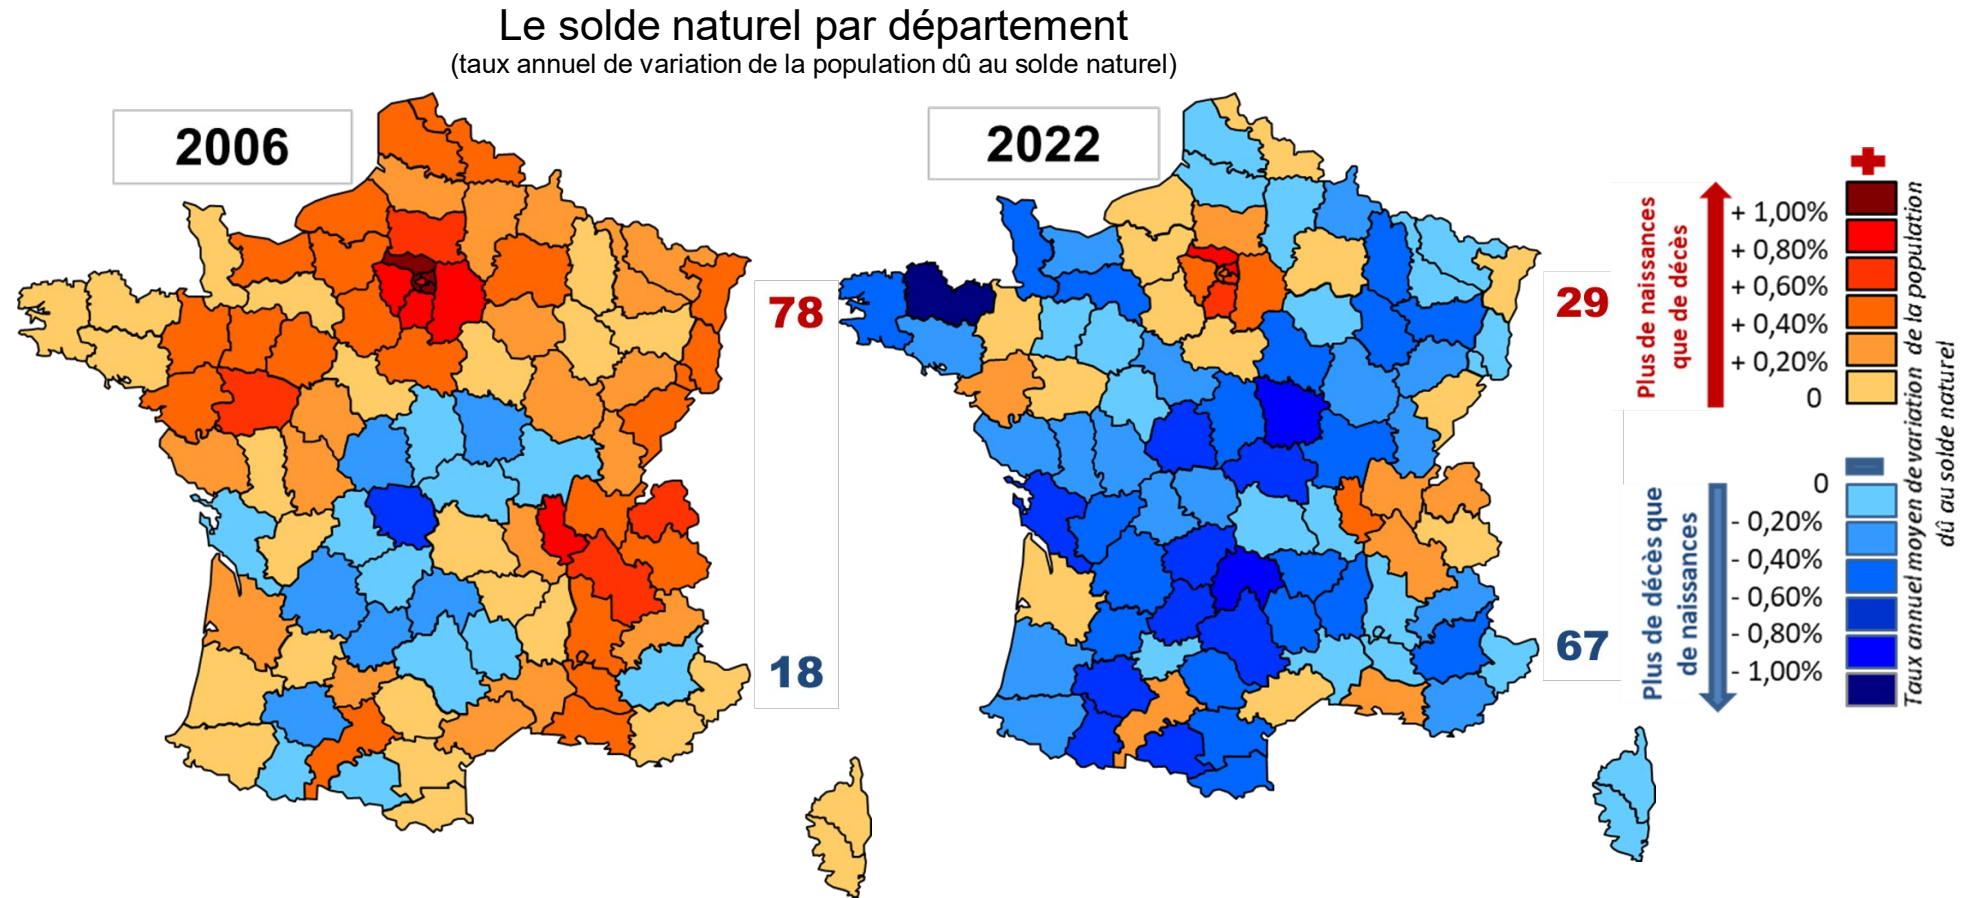 Le solde naturel par département
(taux annuel de variation de la population dû au solde naturel)
2006
2022
78
18
29
67
Plus de naissances
que de décès
+ 1,00%
+ 0,80%
+ 0,60%
+ 0,40%
+ 0,20%
0
Plus de décès que
de naissances
0
- 0,20%
- 0,40%
- 0,60%
- 0,80%
- 1,00%
Taux annuel moyen de variation de la population
dû au solde naturel